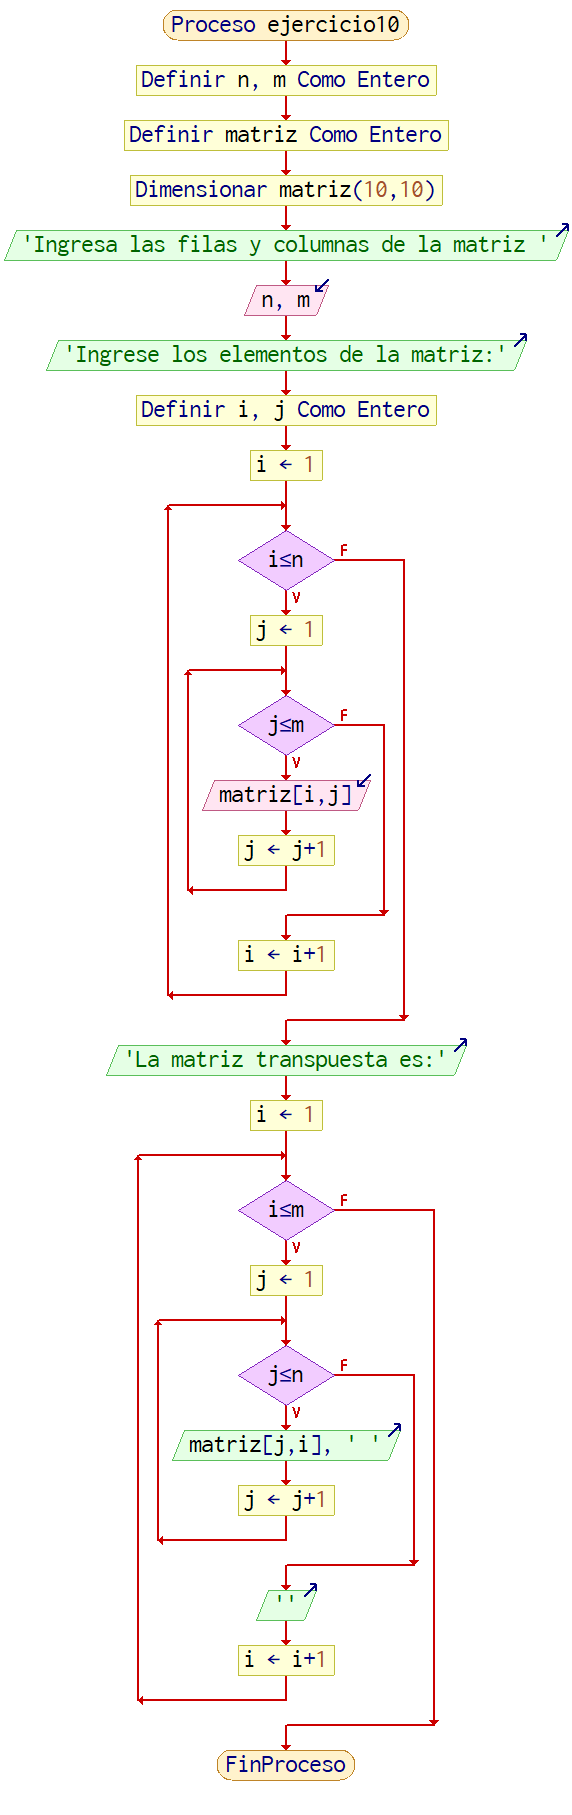 Proceso ejercicio10
Definir n, m Como Entero
Definir matriz Como Entero
Dimensionar matriz(10,10)
'Ingresa las filas y columnas de la matriz '
n, m
'Ingrese los elementos de la matriz:'
Definir i, j Como Entero
i ← 1
i≤n
F
V
j ← 1
j≤m
F
V
matriz[i,j]
j ← j+1
i ← i+1
'La matriz transpuesta es:'
i ← 1
i≤m
F
V
j ← 1
j≤n
F
V
matriz[j,i], ' '
j ← j+1
''
i ← i+1
FinProceso